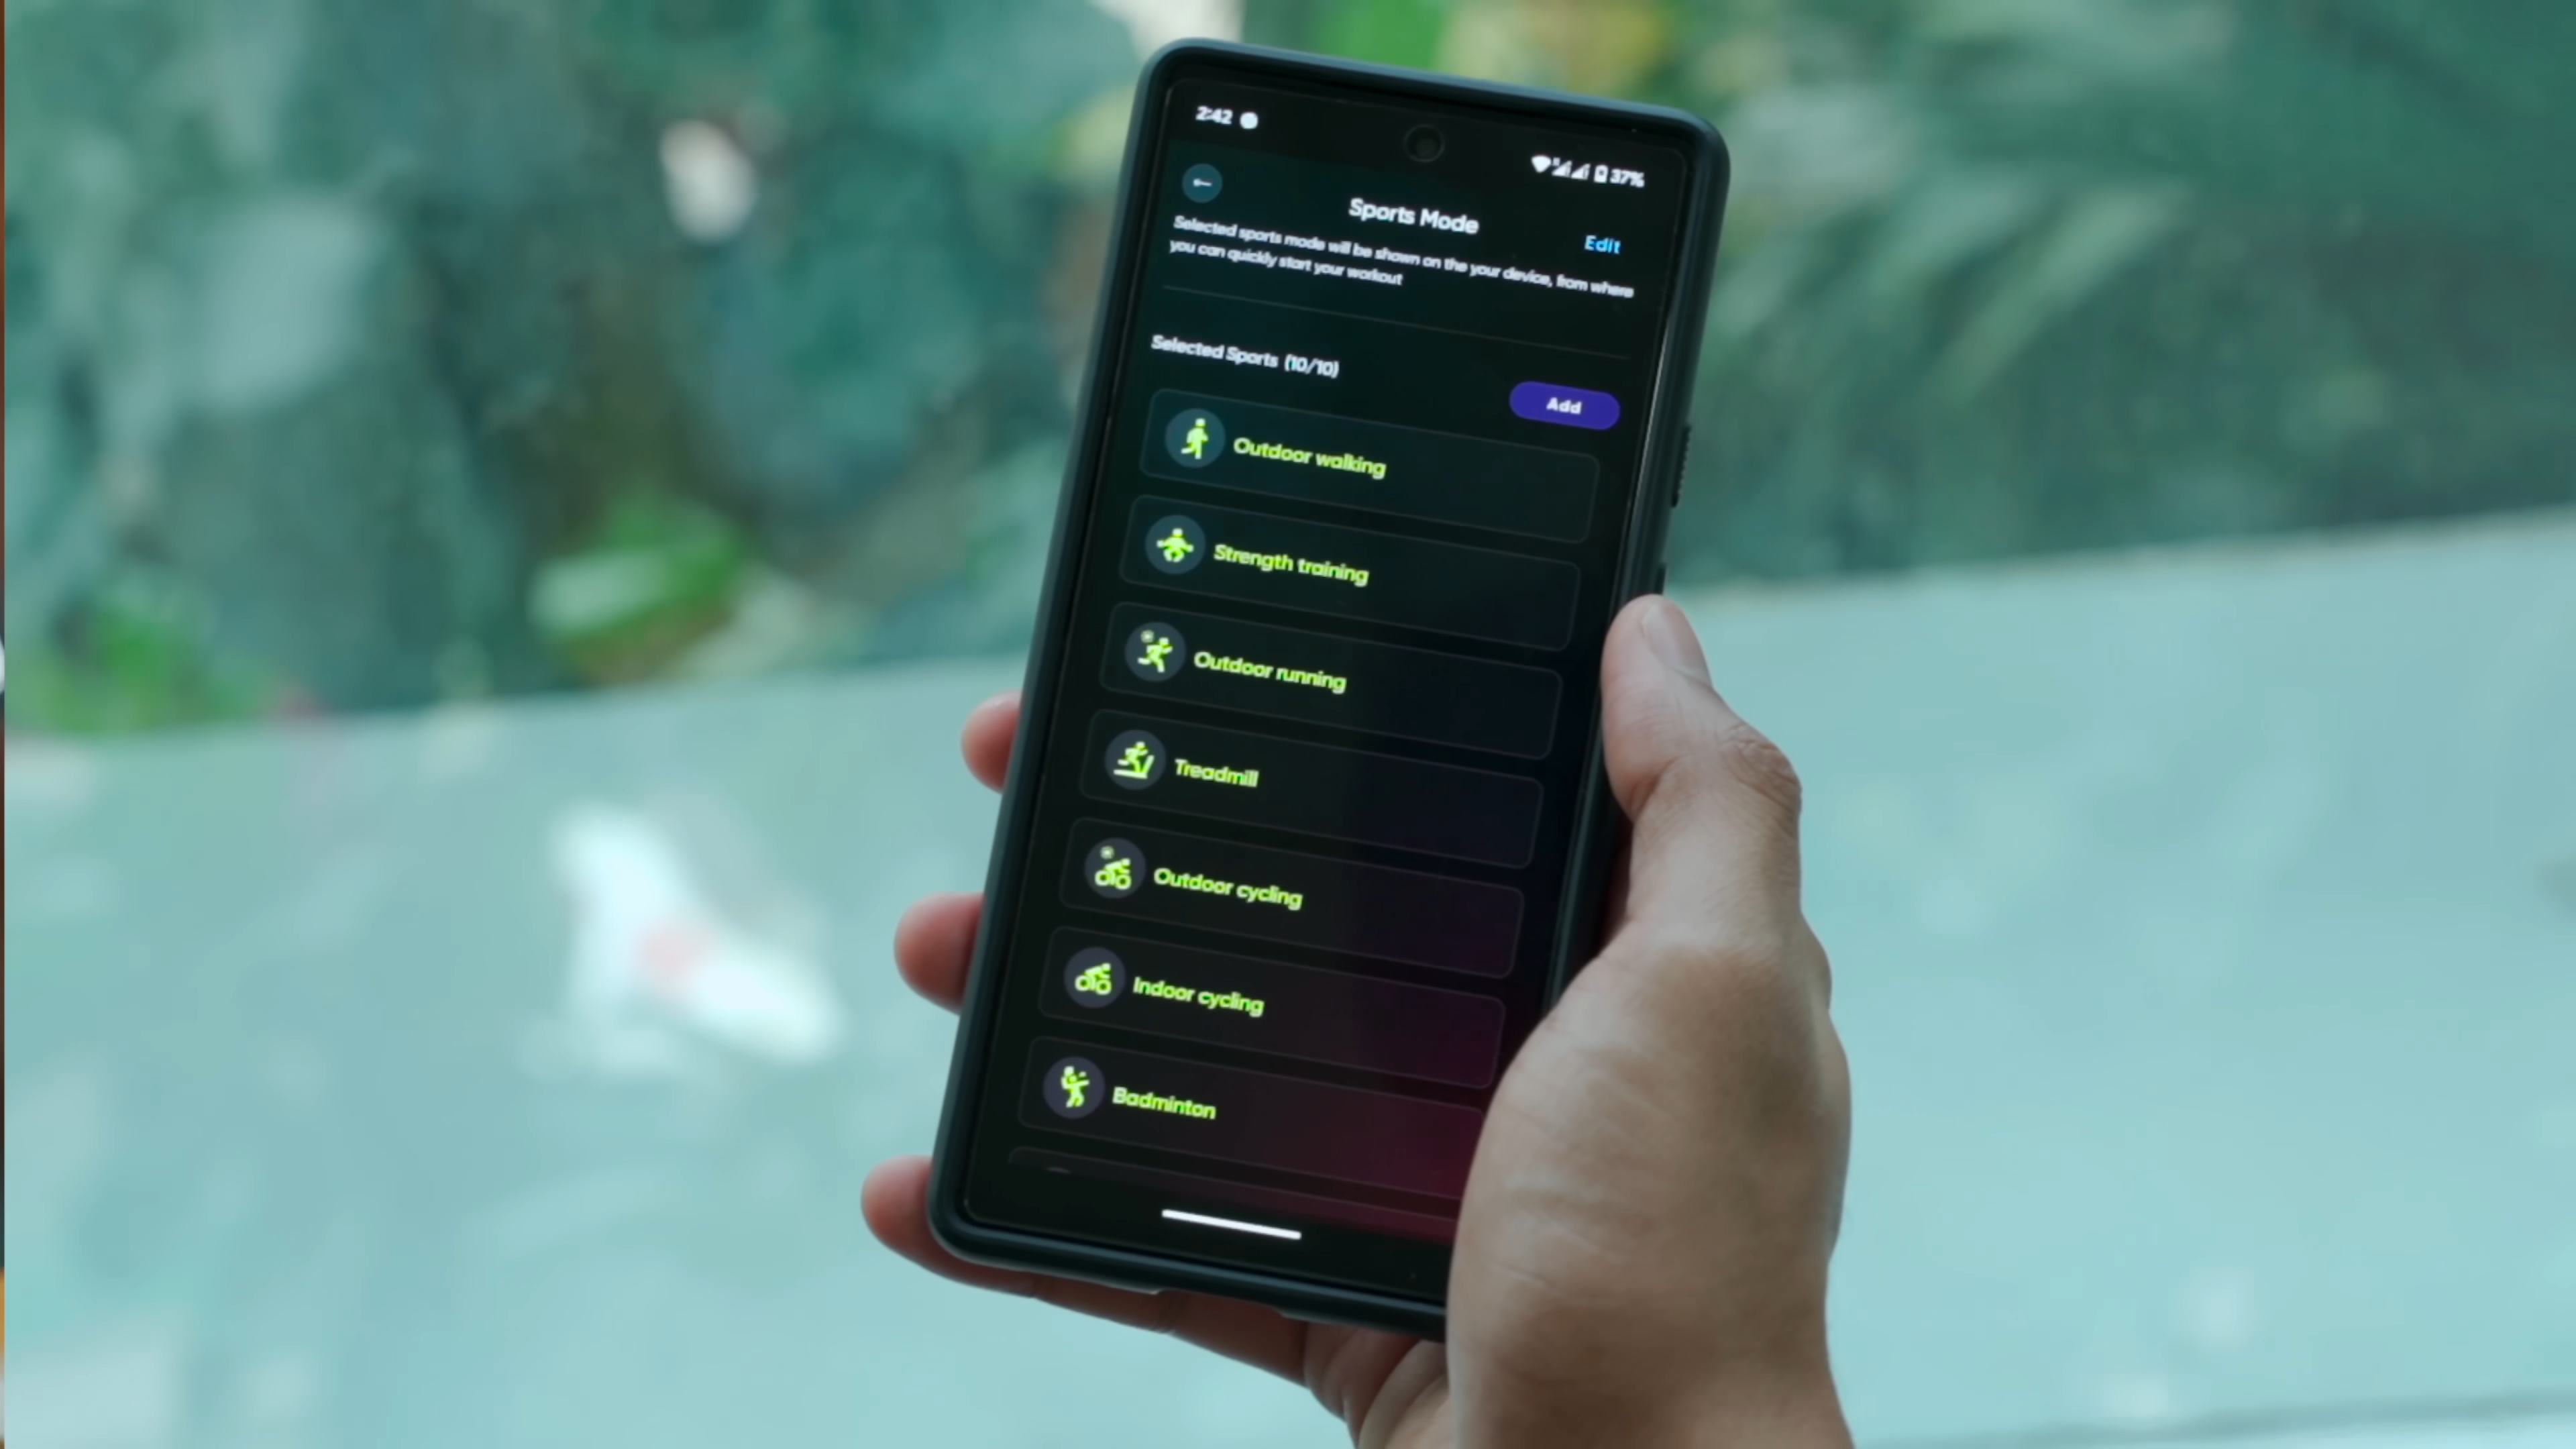 2:42
37%
Sports Mode
Edit
Selected sports mode will be shown on the your device, from where
you can quickly start your workout
Selected Sports (10/10)
Add
Outdoor walking
Strength training
Outdoor running
Treadmill
Outdoor cycling
Indoor cycling
Badminton